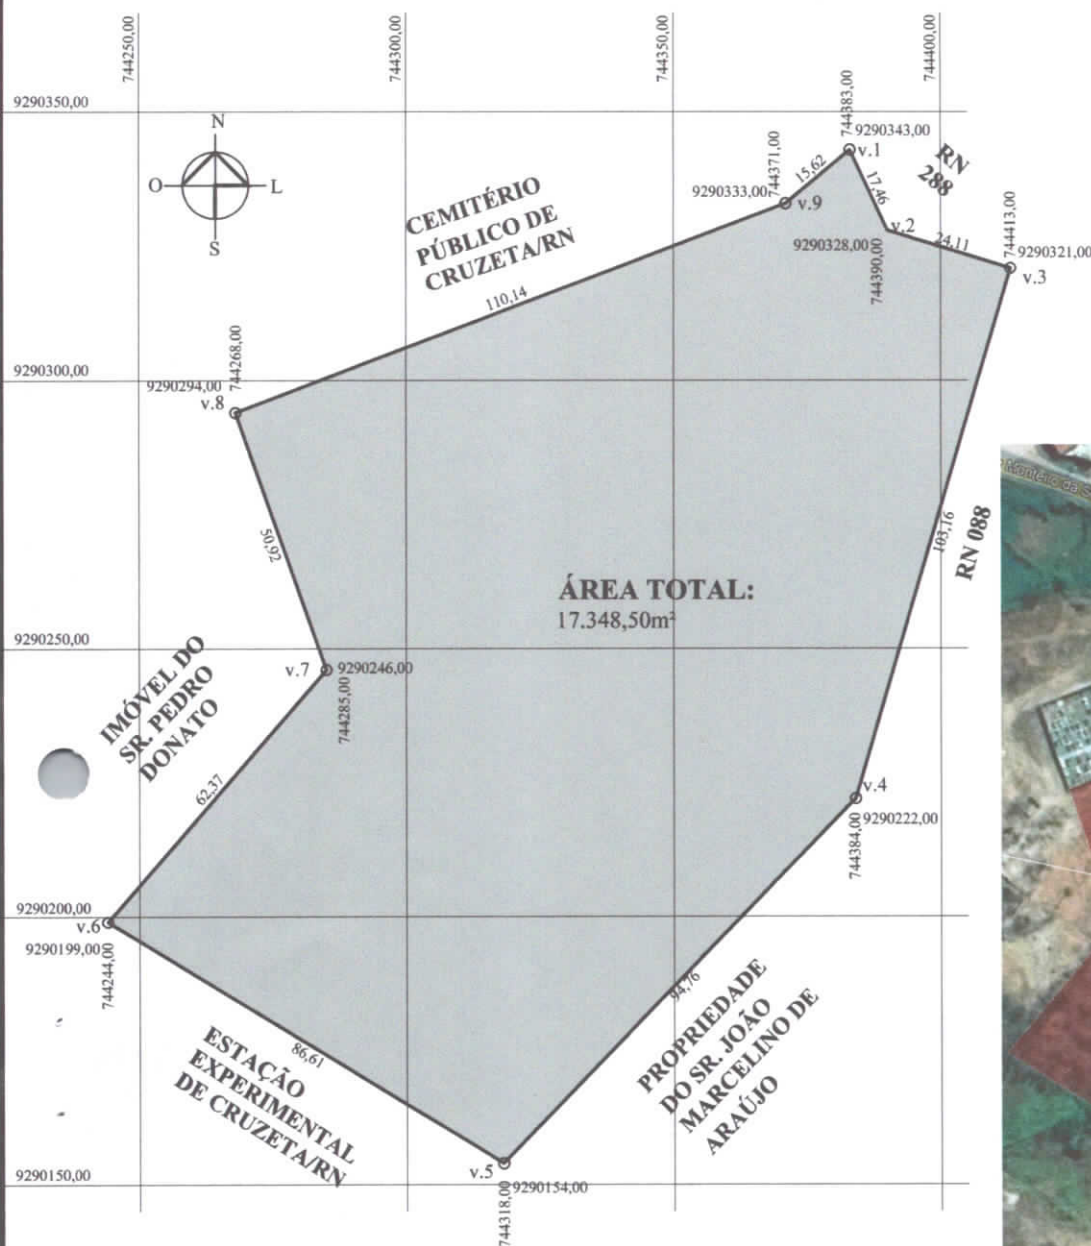 744250,00
744300,00
744350,00
744400,00
9290350,00
N
O
L
S
744383,00
9290343,00
v.1
RN
288
744371,00
15,62
17,46
9290333,00
v.9
v.2
24,11
744413,00
9290321,00
v.3
9290328,00
744390,00
CEMITÉRIO
PÚBLICO DE
CRUZETA/RN
110,14
744268,00
9290300,00
9290294,00
v.8
50,92
103,16
RN 088
ÁREA TOTAL:
17.348,50m²
9290250,00
v.7
9290246,00
744285,00
IMÓVEL DO
SR. PEDRO
DONATO
62,37
v.4
9290222,00
744384,00
9290200,00
v.6
9290199,00
744244,00
94,76
PROPRIEDADE
DO SR. JOÃO
MARCELINO DE
ARAÚJO
ESTAÇÃO
EXPERIMENTAL
DE CRUZETA/RN
86,61
9290150,00
v.5
9290154,00
744318,00
Monteiro da